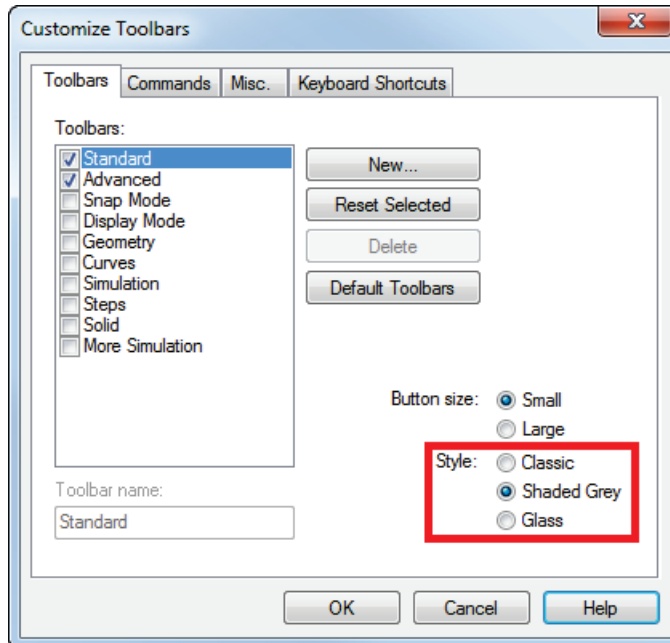 Customize Toolbars
Toolbars Commands Misc. Keyboard Shortcuts
Toolbars:
Standard
Advanced
Snap Mode
Display Mode
Geometry
Curves
Simulation
Steps
Solid
More Simulation
New...
Reset Selected
Delete
Default Toolbars
Button size: Small
Large
Style: Classic
Shaded Grey
Glass
Toolbar name:
Standard
OK Cancel Help